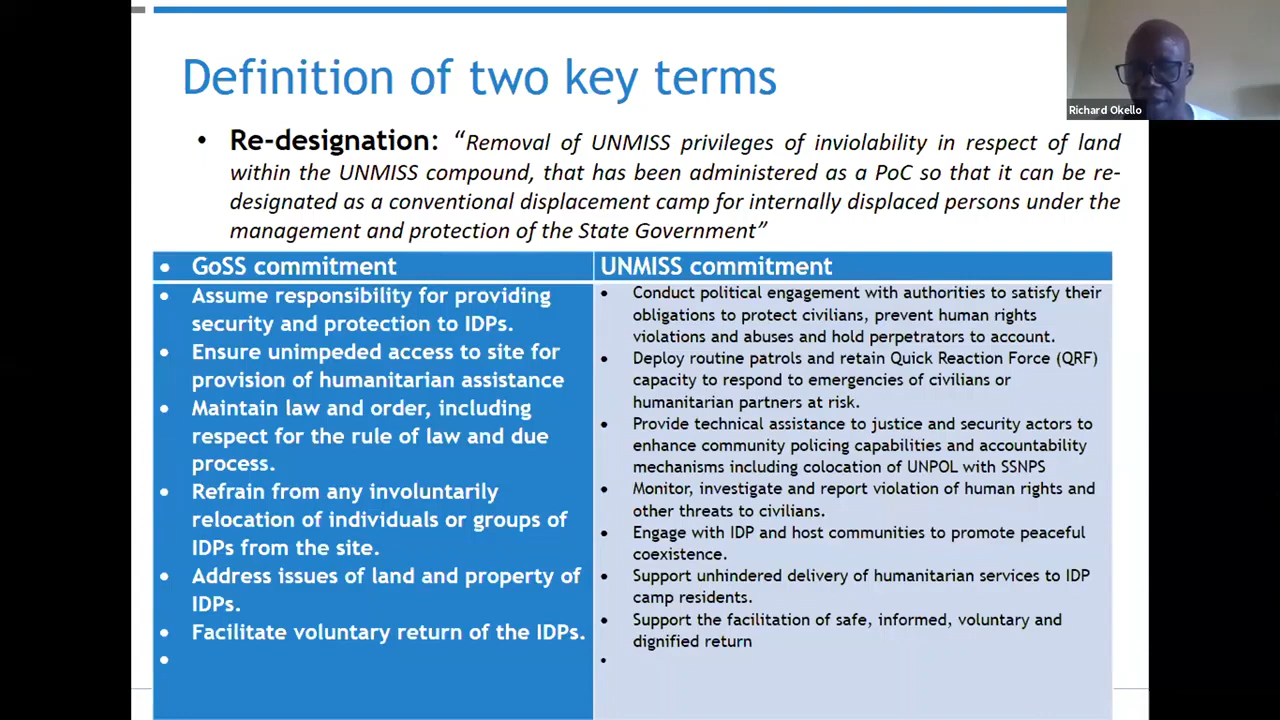 Definition of two key terms
Richard Okello
• Re-designation: “Removal of UNMISS privileges of inviolability in respect of land
within the UNMISS compound, that has been administered as a PoC so that it can be re-
designated as a conventional displacement camp for internally displaced persons under the
management and protection of the State Government”
• GoSS commitment
• Assume responsibility for providing
security and protection to IDPs.
• Ensure unimpeded access to site for
provision of humanitarian assistance
• Maintain law and order, including
respect for the rule of law and due
process.
• Refrain from any involuntarily
relocation of individuals or groups of
IDPs from the site.
• Address issues of land and property of
IDPs.
• Facilitate voluntary return of the IDPs.
•
UNMISS commitment
• Conduct political engagement with authorities to satisfy their
obligations to protect civilians, prevent human rights
violations and abuses and hold perpetrators to account.
• Deploy routine patrols and retain Quick Reaction Force (QRF)
capacity to respond to emergencies of civilians or
humanitarian partners at risk.
• Provide technical assistance to justice and security actors to
enhance community policing capabilities and accountability
mechanisms including colocation of UNPOL with SSNPS
• Monitor, investigate and report violation of human rights and
other threats to civilians.
• Engage with IDP and host communities to promote peaceful
coexistence.
• Support unhindered delivery of humanitarian services to IDP
camp residents.
• Support the facilitation of safe, informed, voluntary and
dignified return
•